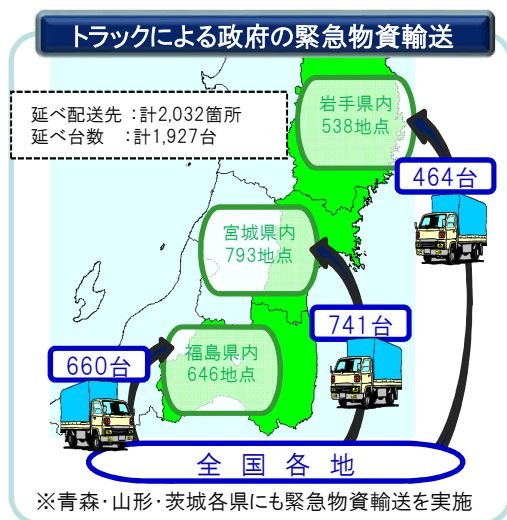 トラックによる政府の緊急物資輸送
延べ配送先：計2,032箇所
延べ台数　：計1,927台
岩手県内
538地点
464台
宮城県内
793地点
741台
福島県内
646地点
660台
全国各地
※青森・山形・茨城各県にも緊急物資輸送を実施